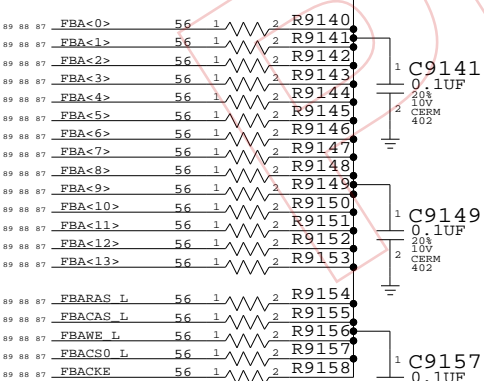 89 88 87 FBA<0> 56 1 2 R9140
89 88 87 FBA<1> 56 1 2 R9141
89 88 87 FBA<2> 56 1 2 R9142
89 88 87 FBA<3> 56 1 2 R9143
89 88 87 FBA<4> 56 1 2 R9144
89 88 87 FBA<5> 56 1 2 R9145
89 88 87 FBA<6> 56 1 2 R9146
89 88 87 FBA<7> 56 1 2 R9147
89 88 87 FBA<8> 56 1 2 R9148
89 88 87 FBA<9> 56 1 2 R9149
89 88 87 FBA<10> 56 1 2 R9150
89 88 87 FBA<11> 56 1 2 R9151
89 88 87 FBA<12> 56 1 2 R9152
89 88 87 FBA<13> 56 1 2 R9153
89 88 87 FBARAS_L 56 1 2 R9154
89 88 87 FBACAS_L 56 1 2 R9155
89 88 87 FBAWE_L 56 1 2 R9156
89 88 87 FBACS0_L 56 1 2 R9157
89 88 87 FBACKE 56 1 2 R9158
1 C9141
0.1UF
20%
10V
2 CERM
402
1 C9149
0.1UF
20%
10V
2 CERM
402
1 C9157
0.1UF